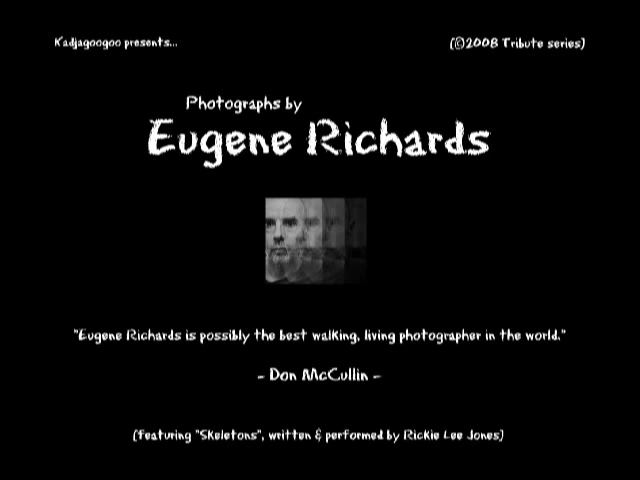 Kadjagoogoo presents...
(©2008 Tribute series)
Photographs by
Eugene Richards
"Eugene Richards is possibly the best walking, living photographer in the world."
- Don McCullin -
(featuring "Skeletons", written & performed by Rickie Lee Jones)